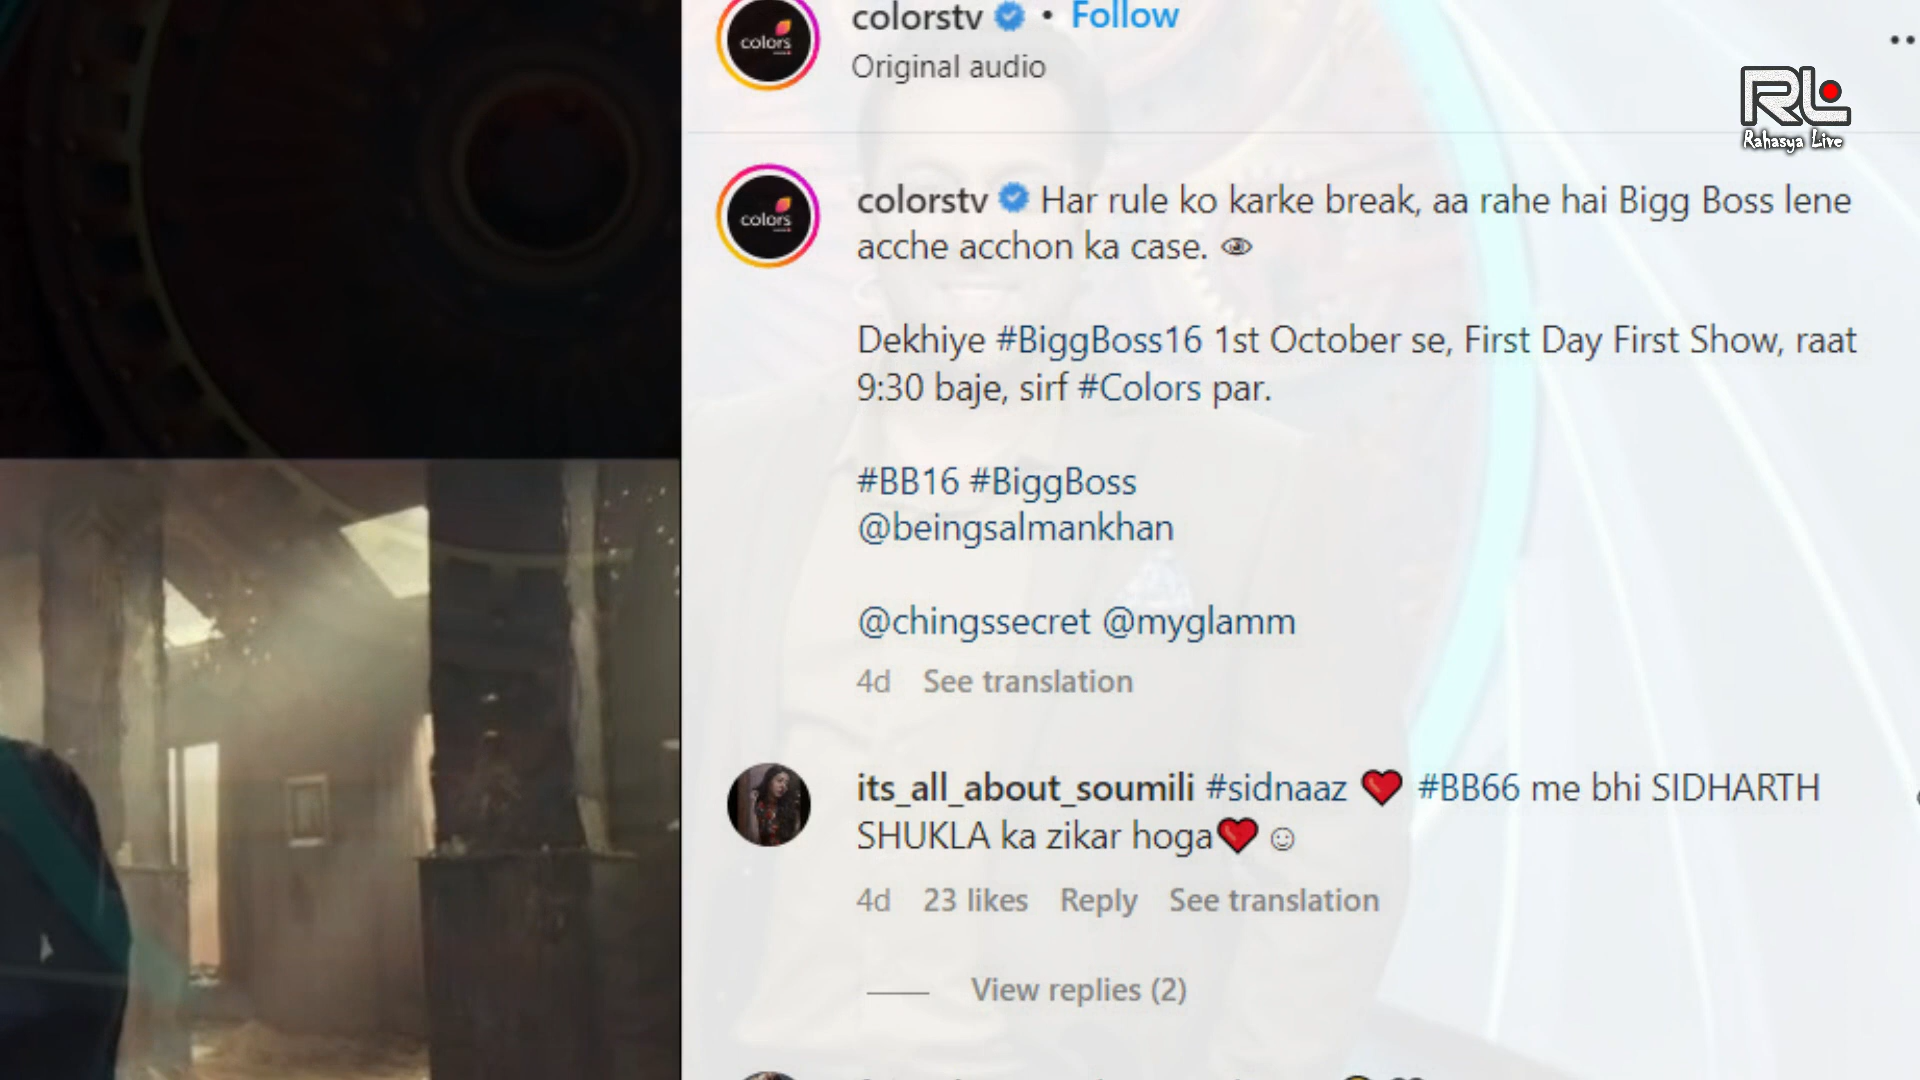 colors
colorstv • Follow
Original audio
RL
Rahasya Live
colors
colorstv Har rule ko karke break, aa rahe hai Bigg Boss lene
acche acchon ka case. 👁
Dekhiye #BiggBoss16 1st October se, First Day First Show, raat
9:30 baje, sirf #Colors par.
#BB16 #BiggBoss
@beingsalmankhan
@chingssecret @myglamm
4d See translation
its_all_about_soumili #sidnaaz ❤️ #BB66 me bhi SIDHARTH
SHUKLA ka zikar hoga❤️ ☺
4d 23 likes Reply See translation
View replies (2)